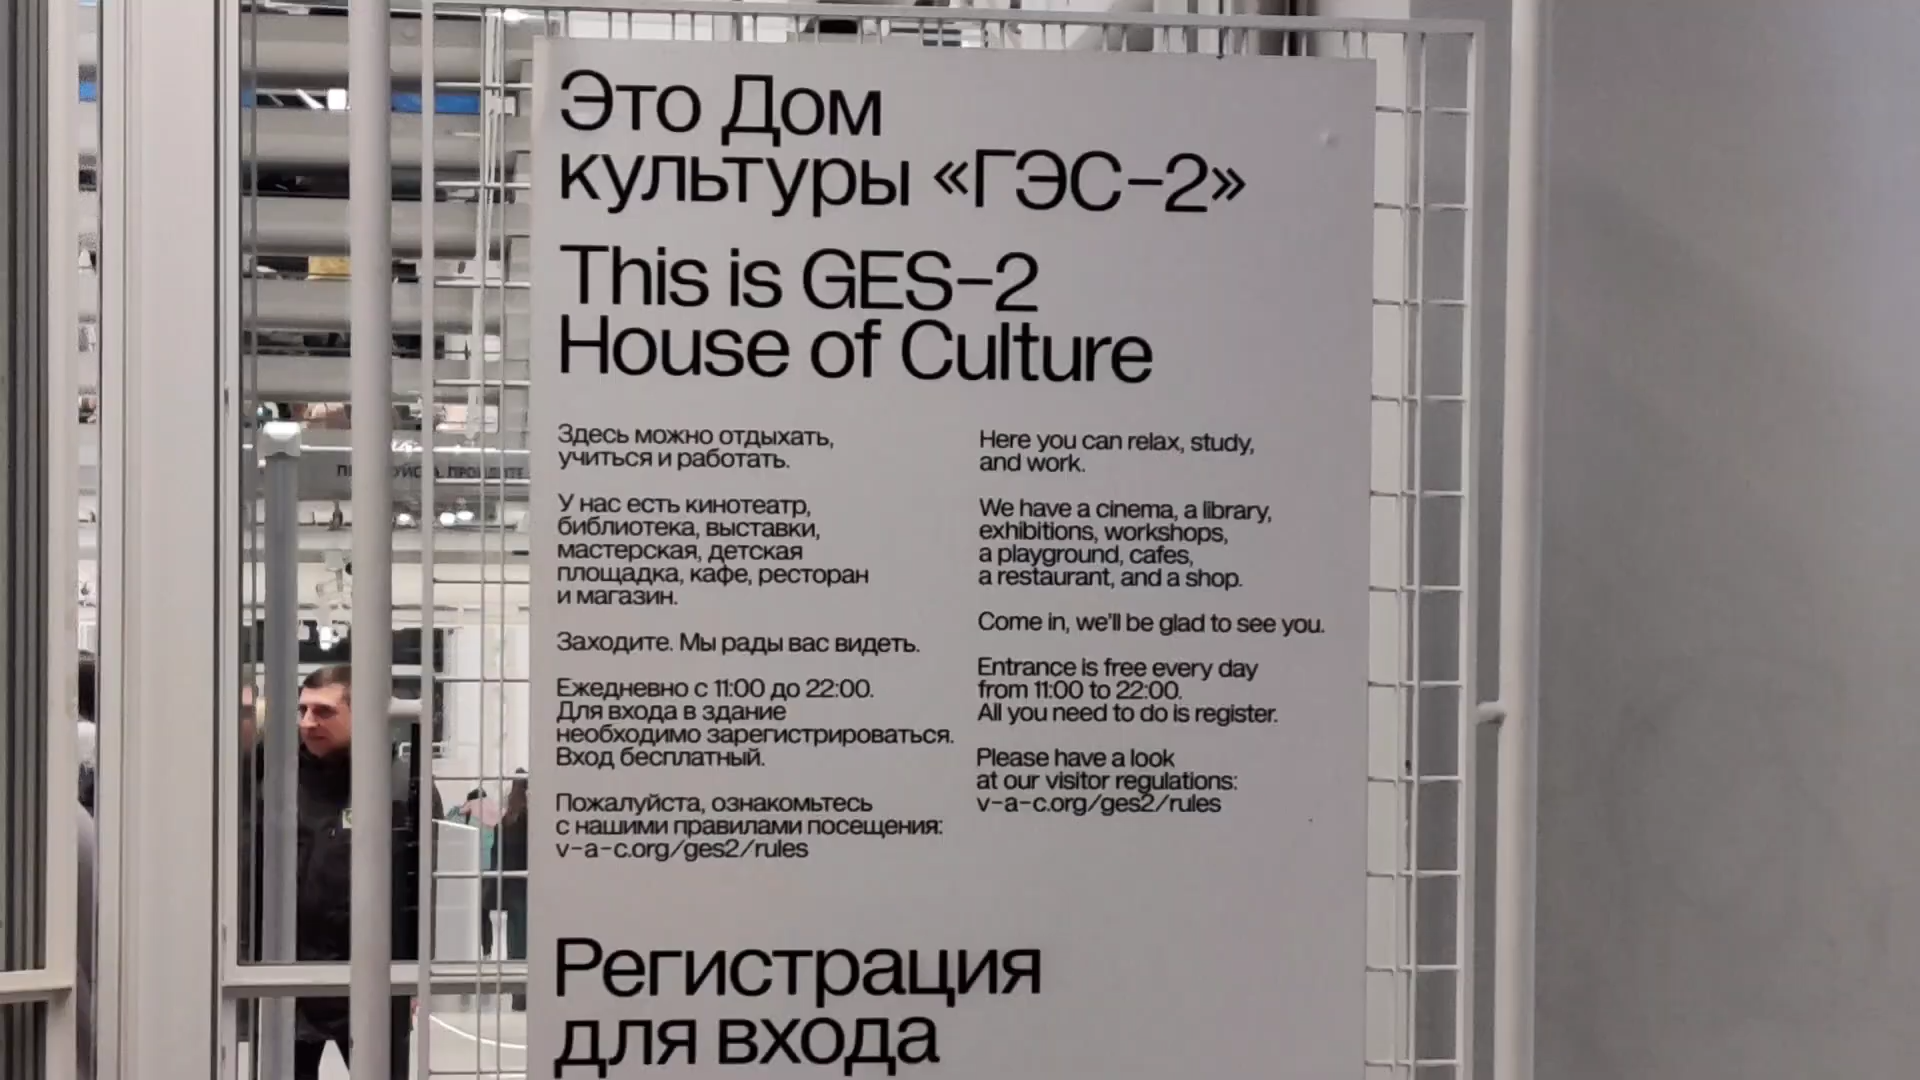 Это Дом
культуры «ГЭС-2»
This is GES-2
House of Culture
Здесь можно отдыхать,
учиться и работать.
У нас есть кинотеатр,
библиотека, выставки,
мастерская, детская
площадка, кафе, ресторан
и магазин.
Заходите. Мы рады вас видеть.
Ежедневно с 11:00 до 22:00.
Для входа в здание
необходимо зарегистрироваться.
Вход бесплатный.
Пожалуйста, ознакомьтесь
с нашими правилами посещения:
v-a-c.org/ges2/rules
Here you can relax, study,
and work.
We have a cinema, a library,
exhibitions, workshops,
a playground, cafes,
a restaurant, and a shop.
Come in, we'll be glad to see you.
Entrance is free every day
from 11:00 to 22:00.
All you need to do is register.
Please have a look
at our visitor regulations:
v-a-c.org/ges2/rules
Регистрация
для входа